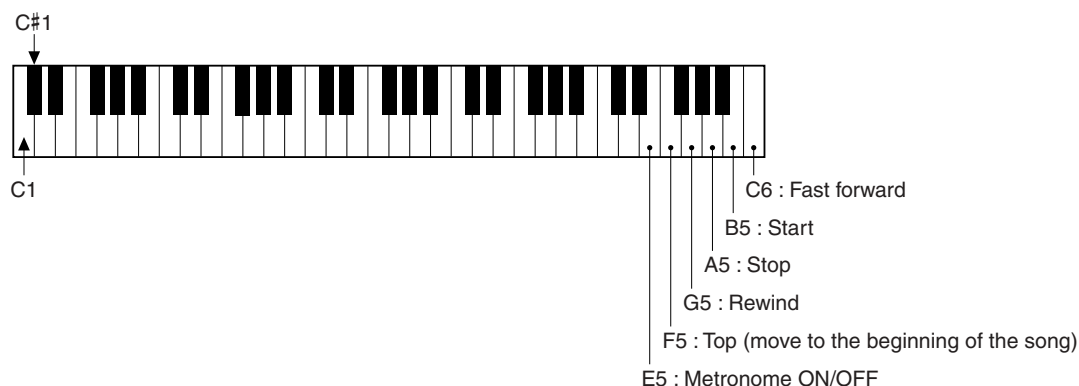 C#1
C1
C6 : Fast forward
B5 : Start
A5 : Stop
G5 : Rewind
F5 : Top (move to the beginning of the song)
E5 : Metronome ON/OFF